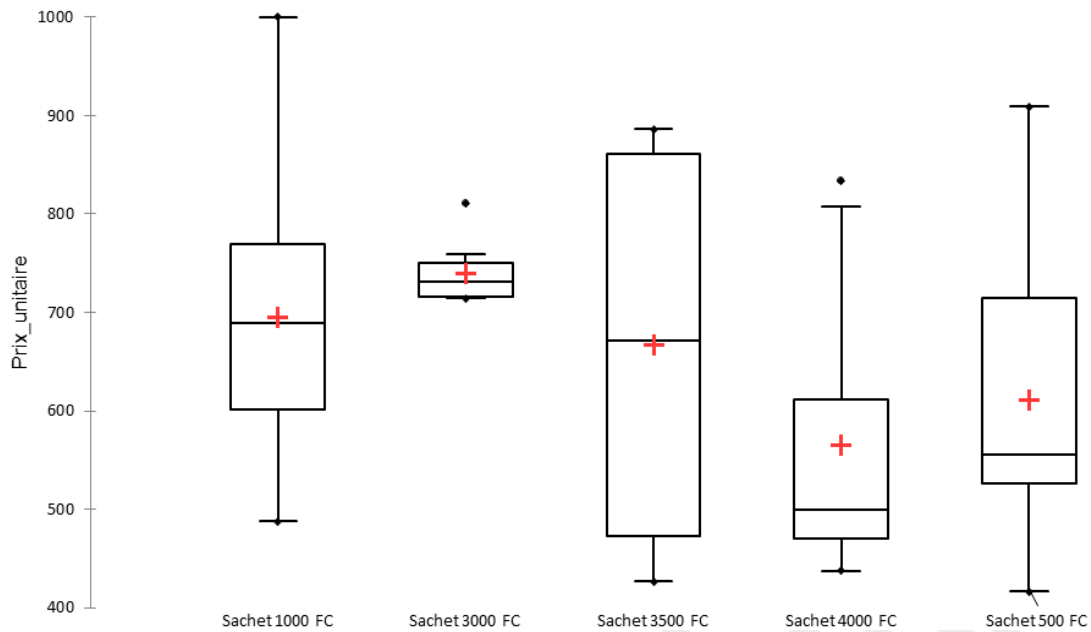 1000
900
800
700
600
500
400
Prix_unitaire
Sachet 1000 FC
Sachet 3000 FC
Sachet 3500 FC
Sachet 4000 FC
Sachet 500 FC